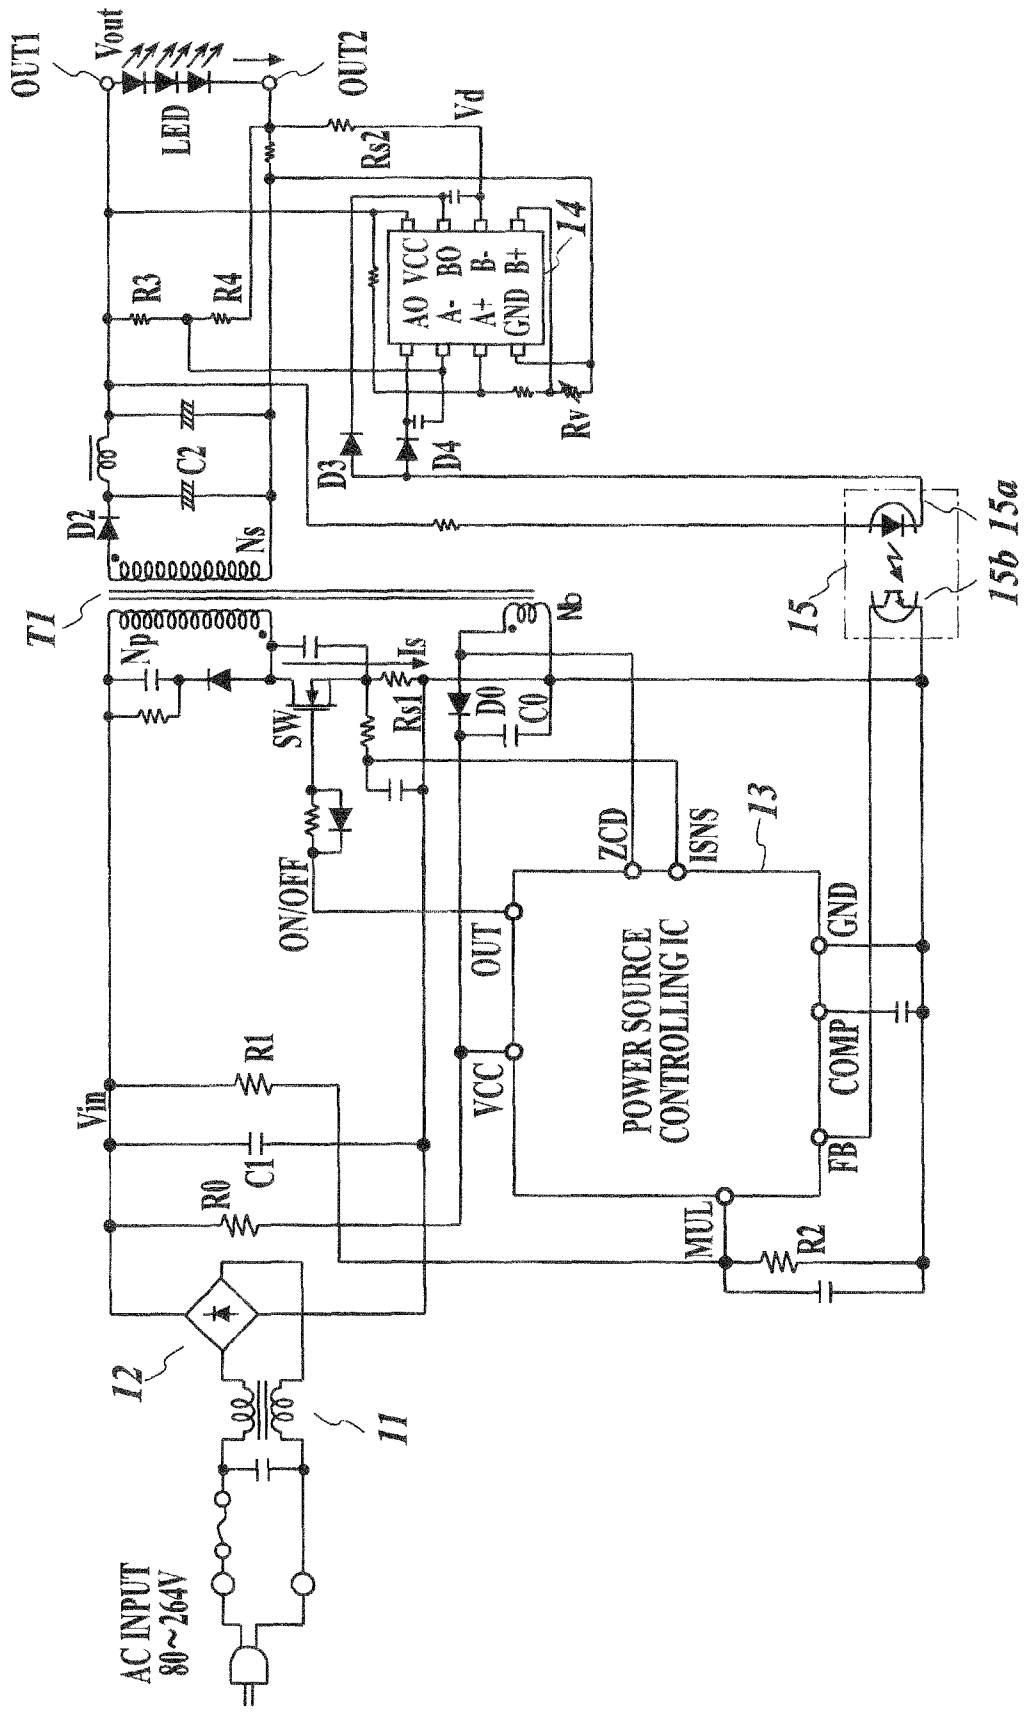 AC INPUT
80~264V
11
12
Vin
R0
C1
R1
ON/OFF
SW
Np
T1
Rs1
Is
D0
C0
Nb
Ns
D2
C2
R3
R4
OUT1
Vout
LED
OUT2
Rs2
Vd
D3
D4
AO VCC
A- BO
A+ B-
GND B+
14
Rv
VCC
OUT
ZCD
ISNS
13
POWER SOURCE
CONTROLLING IC
MUL
R2
FB
COMP
GND
15
15a
15b